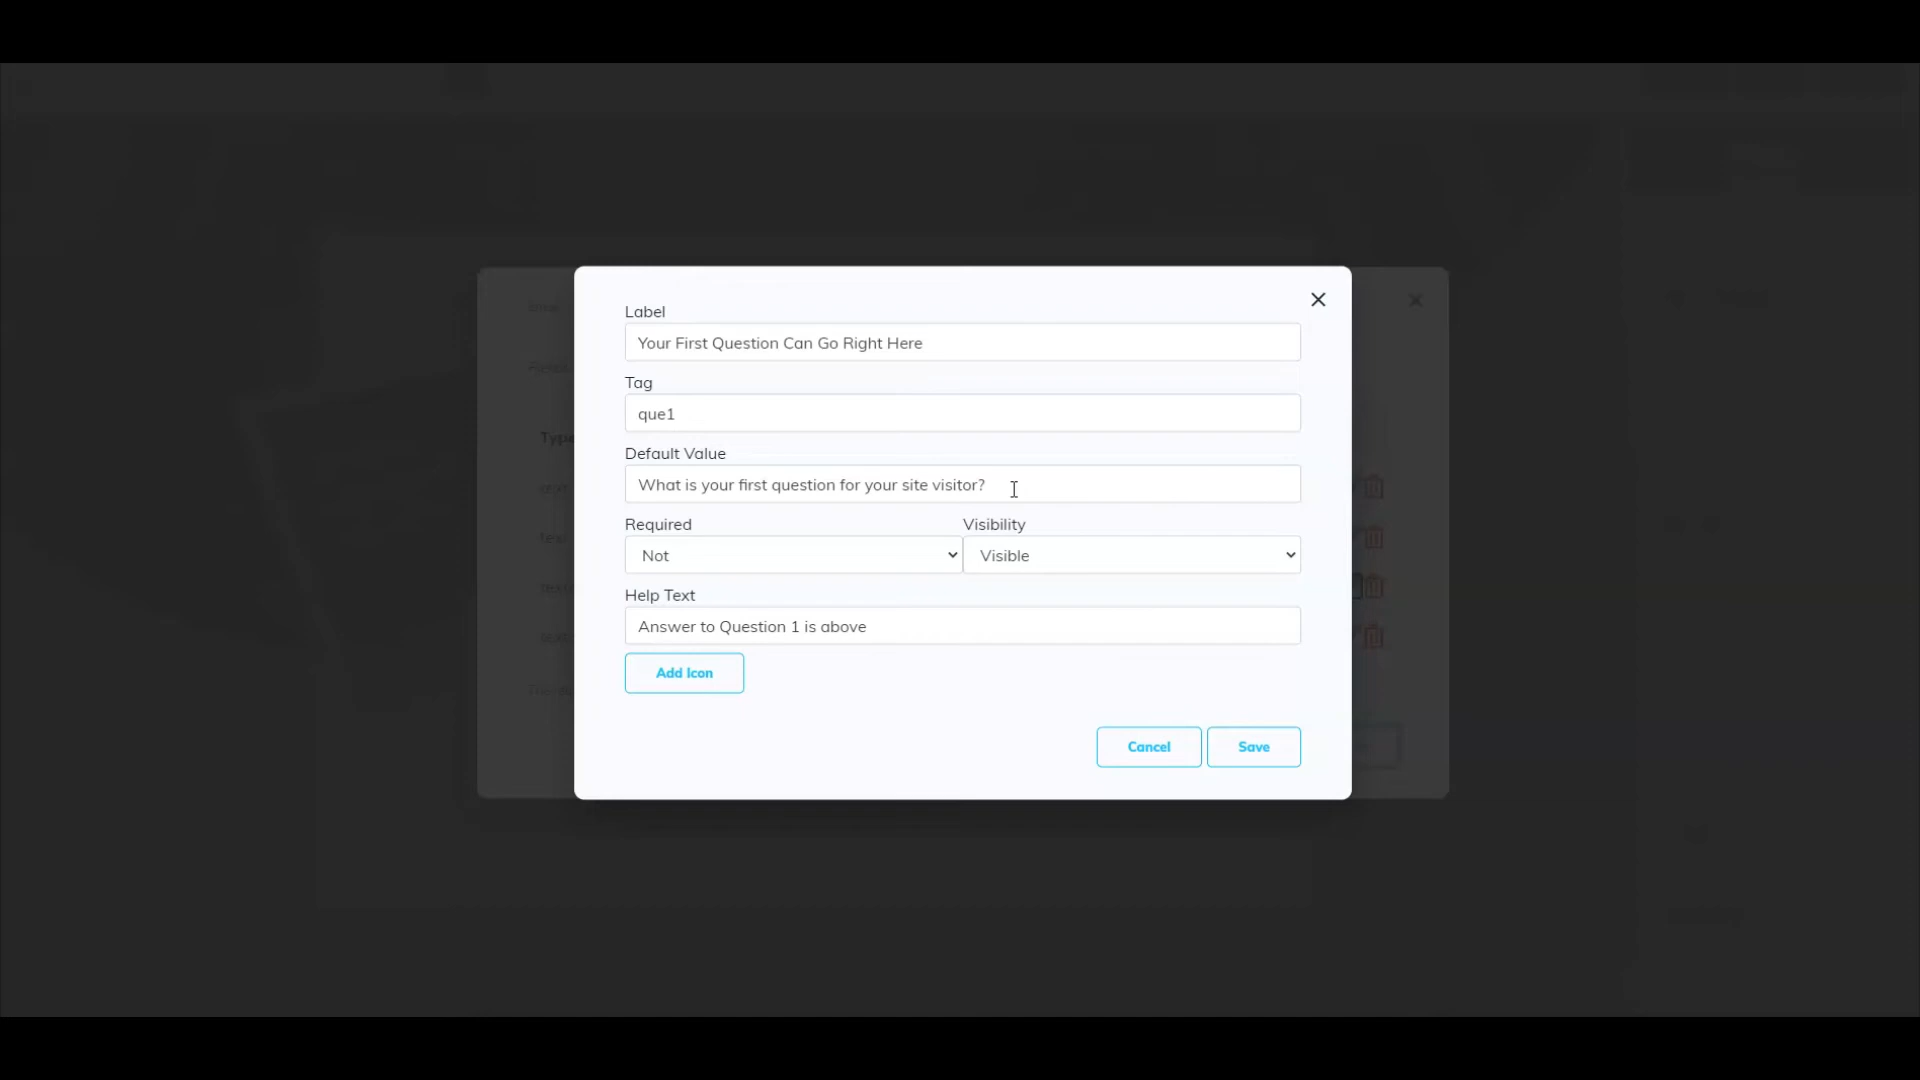 Label
Your First Question Can Go Right Here
Tag
que1
Default Value
What is your first question for your site visitor?
Required Visibility
Not Visible
Help Text
Answer to Question 1 is above
Add Icon
Cancel Save
Type